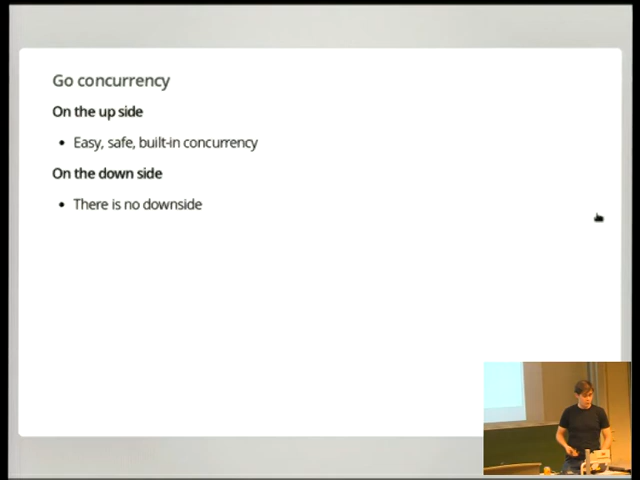 Go concurrency
On the up side
• Easy, safe, built-in concurrency
On the down side
• There is no downside